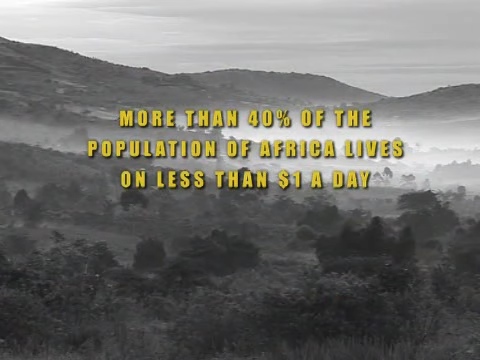 MORE THAN 40% OF THE
POPULATION OF AFRICA LIVES
ON LESS THAN $1 A DAY